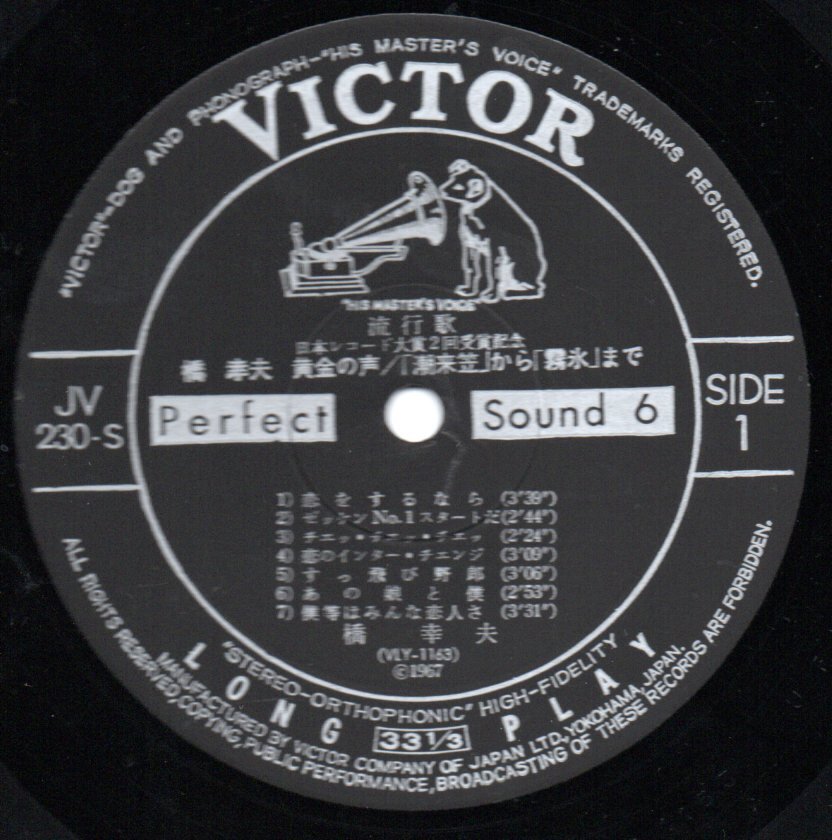 "VICTOR"-DOG AND PHONOGRAPH-"HIS MASTER'S VOICE" TRADEMARKS REGISTERED.
VICTOR
"HIS MASTER'S VOICE"
流行歌
日本レコード大賞2回受賞記念
橋 幸夫 黄金の声/「潮来笠」から「霧氷」まで
JV
230-S
Perfect Sound 6
SIDE
1
1) 恋をするなら (3'39")
2) ゼッケンNo.1スタートだ (2'44")
3) チエッ・チエッ・チエッ (2'24")
4) 恋のインター・チェンジ (3'09")
5) すっ飛び野郎 (3'06")
6) あの娘と僕 (2'53")
7) 僕等はみんな恋人さ (3'31")
橋 幸夫
(VLY-1163)
©1967
"STEREO-ORTHOPHONIC" HIGH-FIDELITY
LONG 33 1/3 PLAY
MANUFACTURED BY VICTOR COMPANY OF JAPAN LTD., YOKOHAMA, JAPAN.
ALL RIGHTS RESERVED, COPYING, PUBLIC PERFORMANCE, BROADCASTING OF THESE RECORDS ARE FORBIDDEN.